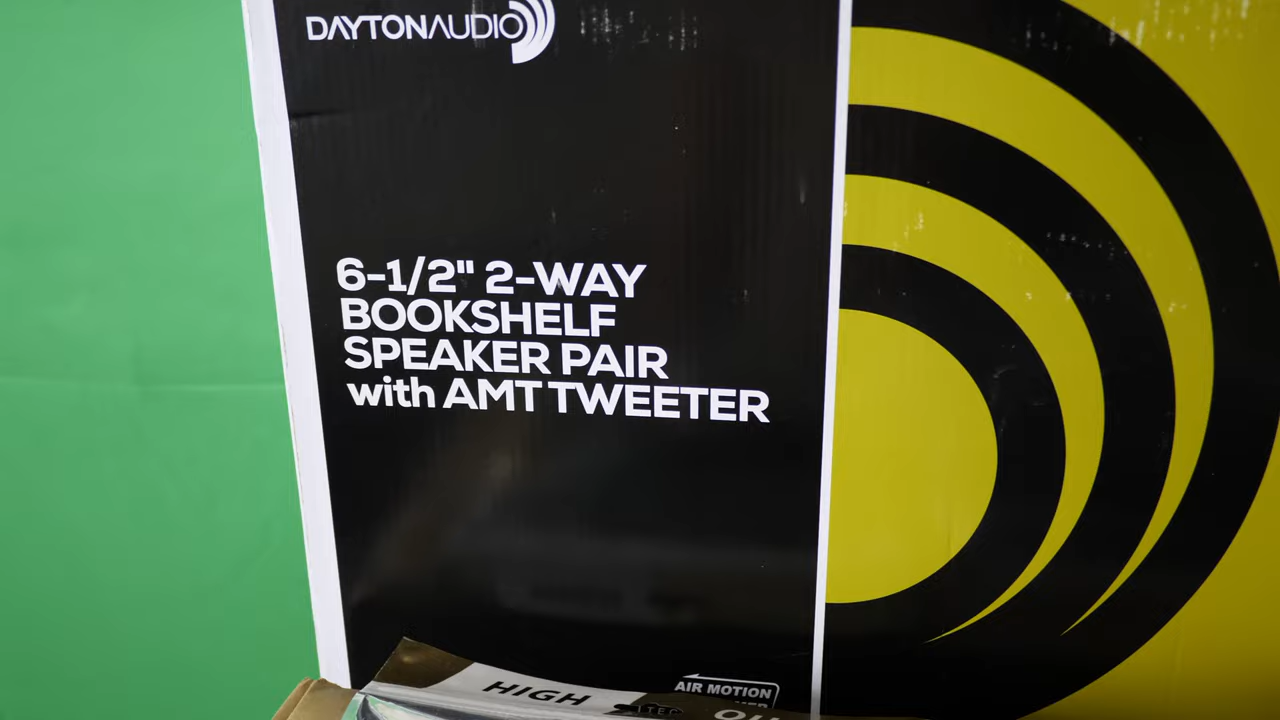 DAYTONAUDIO
6-1/2" 2-WAY
BOOKSHELF
SPEAKER PAIR
with AMT TWEETER
AIR MOTION
HIGH